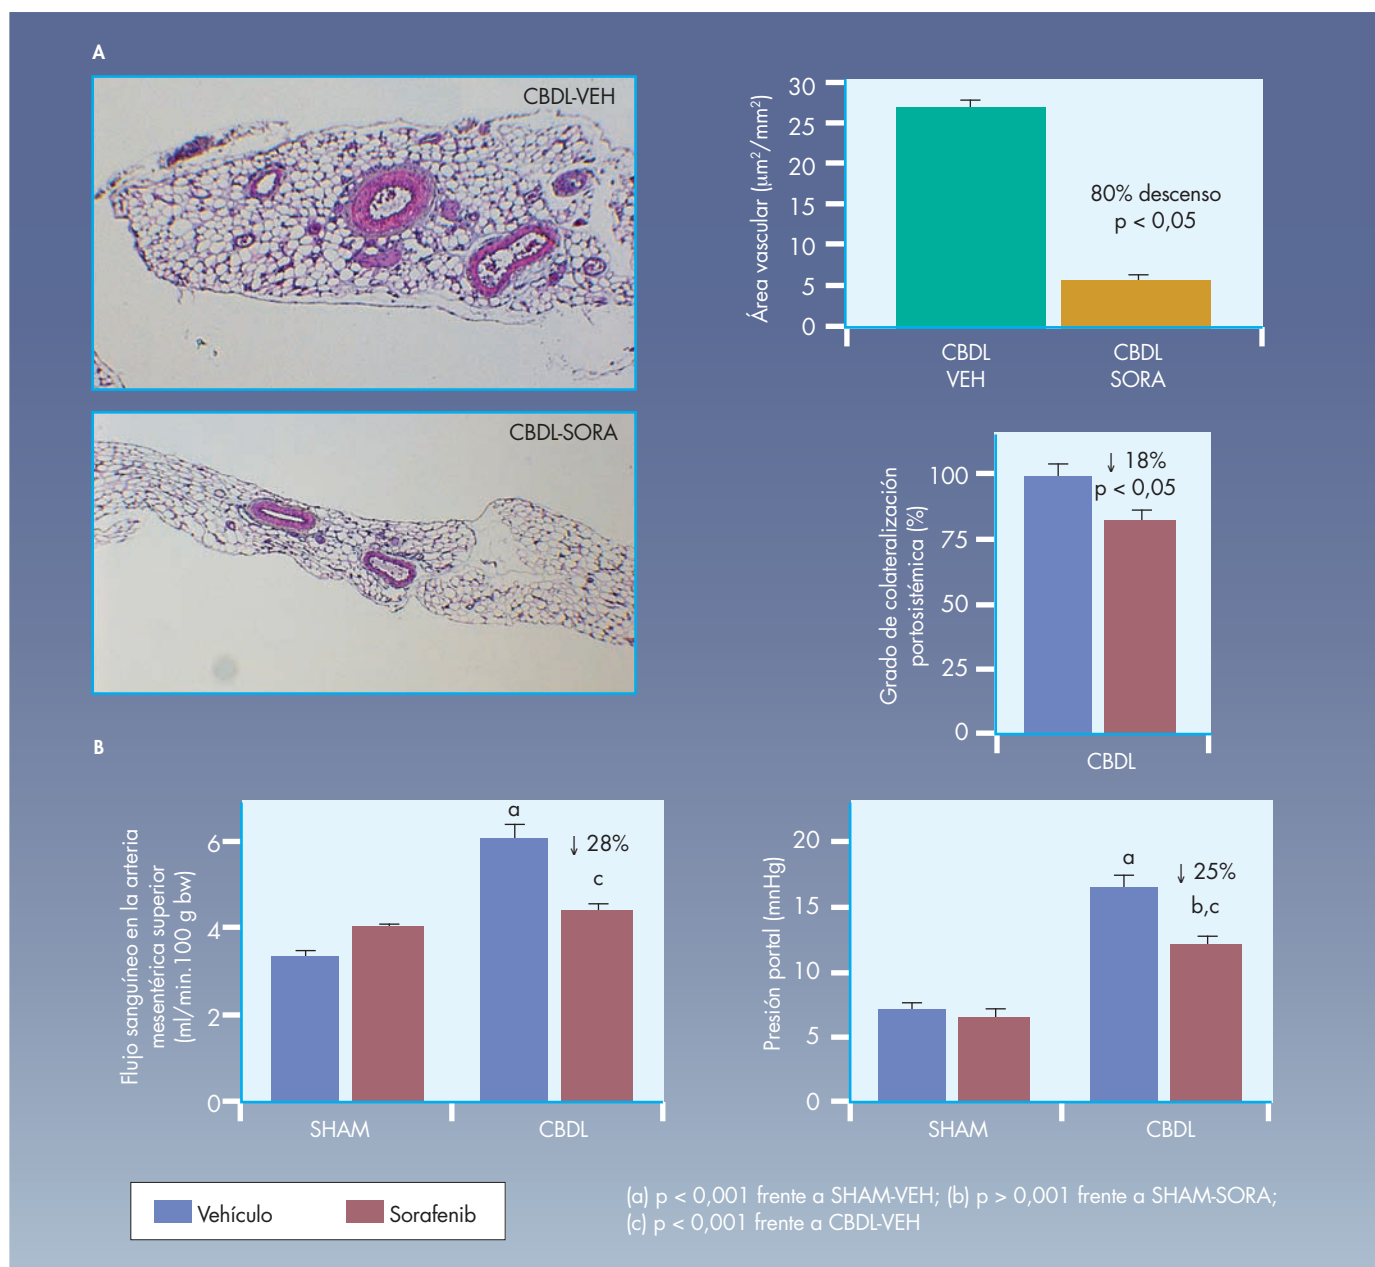 A
CBDL-VEH
CBDL-SORA
Área vascular (μm²/mm²)
30
25
20
15
10
5
0
80% descenso
p < 0,05
CBDL
VEH
CBDL
SORA
Grado de colateralización
portosistémica (%)
100
75
50
25
0
↓ 18%
p < 0,05
CBDL
B
Flujo sanguíneo en la arteria
mesentérica superior
(ml/min.100 g bw)
6
4
2
0
a
↓ 28%
c
SHAM
CBDL
Presión portal (mnHg)
20
15
10
5
0
a
↓ 25%
b,c
SHAM
CBDL
Vehículo
Sorafenib
(a) p < 0,001 frente a SHAM-VEH; (b) p > 0,001 frente a SHAM-SORA;
(c) p < 0,001 frente a CBDL-VEH